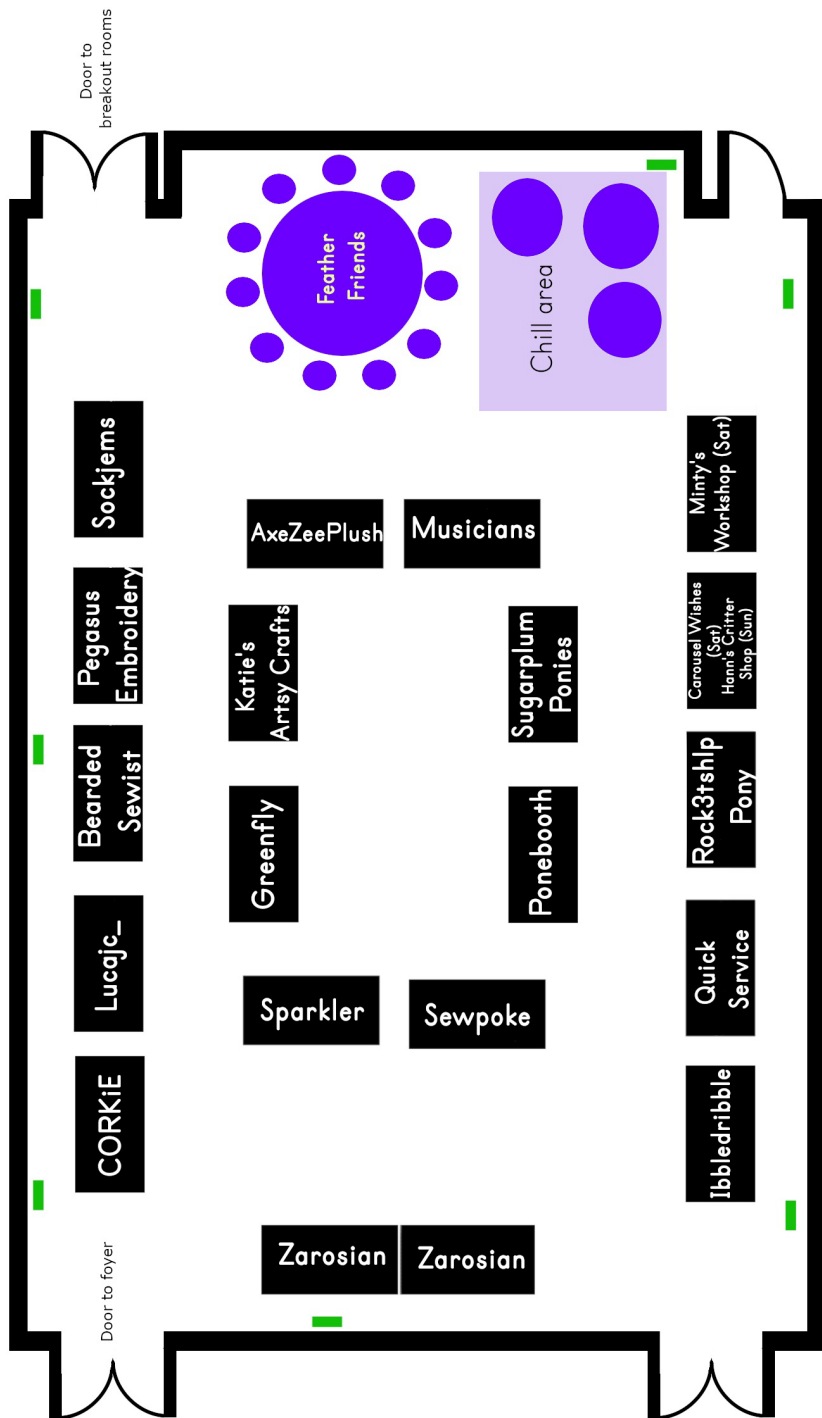 Door to
breakout rooms
Feather
Friends
Chill area
Sockjems
Minty's
Workshop (Sat)
AxeZeePlush
Musicians
Pegasus
Embroidery
Katie's
Artsy Crafts
Sugarplum
Ponies
Carousel Wishes
(Sat)
Hann's Critter
Shop (Sun)
Bearded
Sewist
Greenfly
Ponebooth
Rock3tsh1p
Pony
Lucajc_
Sparkler
Sewpoke
Quick
Service
CORKiE
Ibbledribble
Zarosian
Zarosian
Door to foyer